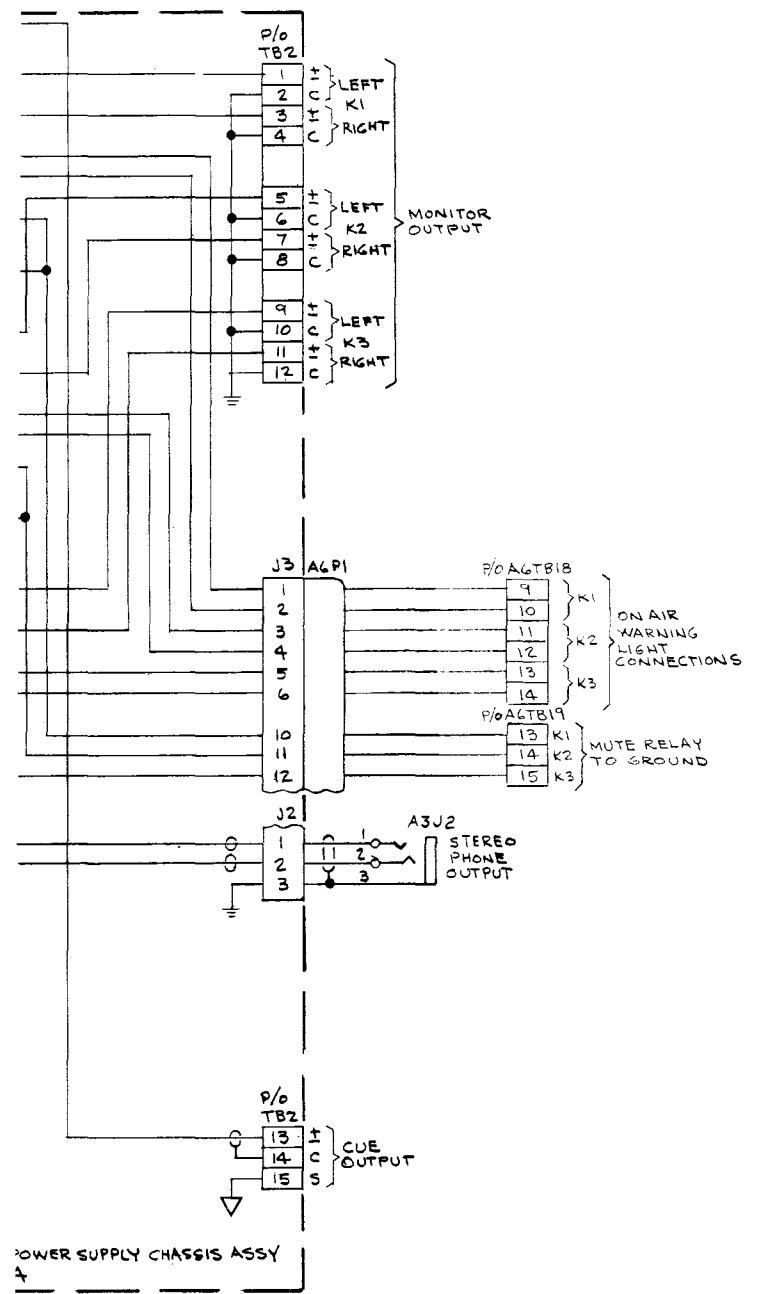 P/O
TB2
1 ± LEFT
2 C
K1
3 ± RIGHT
4 C
5 ± LEFT
6 C
K2
7 ± RIGHT
8 C
9 ± LEFT
10 C
K3
11 ± RIGHT
12 C
MONITOR
OUTPUT
J3 A6P1
1
2
3
4
5
6
10
11
12
P/O A6TB18
9
10
K1
11
12
K2
13
14
K3
ON AIR
WARNING
LIGHT
CONNECTIONS
P/O A6TB19
13 K1
14 K2
15 K3
MUTE RELAY
TO GROUND
J2
1 1
2 2
3 3
A3J2
STEREO
PHONE
OUTPUT
P/O
TB2
13 ±
14 C
15 S
CUE
OUTPUT
POWER SUPPLY CHASSIS ASSY